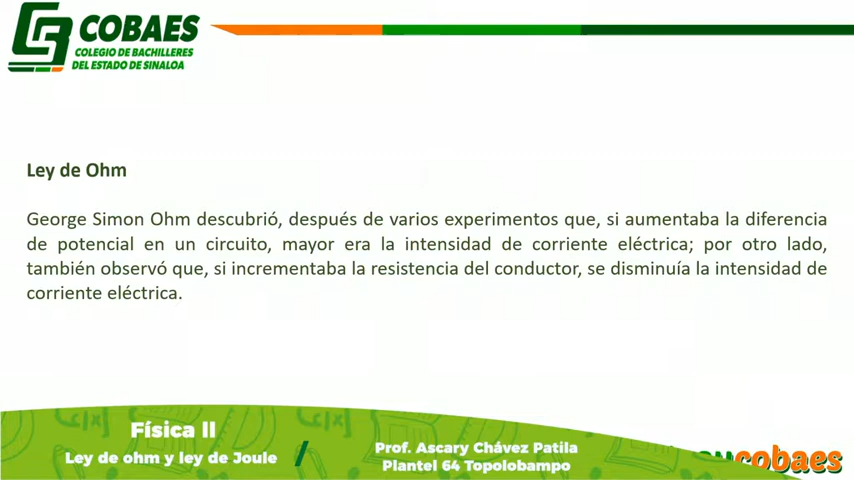 COBAES
COLEGIO DE BACHILLERES
DEL ESTADO DE SINALOA
Ley de Ohm
George Simon Ohm descubrió, después de varios experimentos que, si aumentaba la diferencia
de potencial en un circuito, mayor era la intensidad de corriente eléctrica; por otro lado,
también observó que, si incrementaba la resistencia del conductor, se disminuía la intensidad de
corriente eléctrica.
Física II
Ley de ohm y ley de Joule
/
Prof. Ascary Chávez Patila
Plantel 64 Topolobampo
cobaes